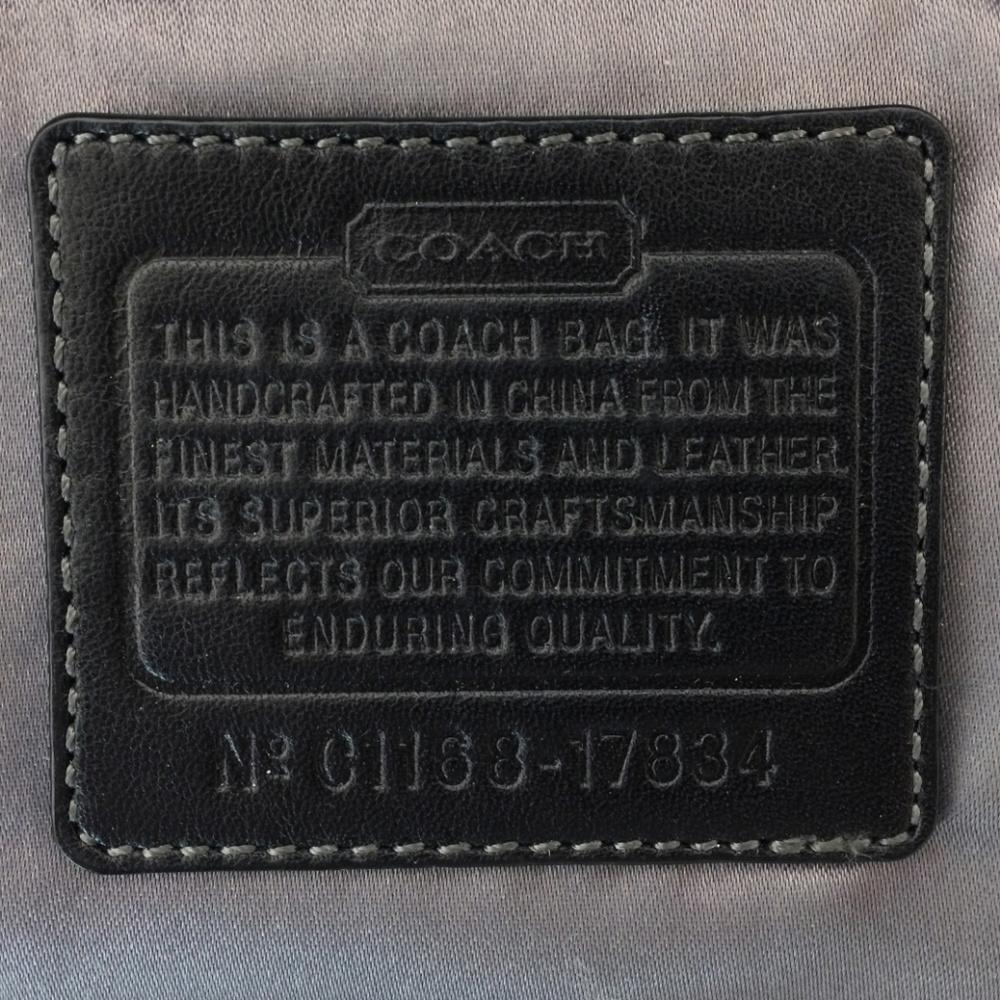 COACH
THIS IS A COACH BAG. IT WAS
HANDCRAFTED IN CHINA FROM THE
FINEST MATERIALS AND LEATHER.
ITS SUPERIOR CRAFTSMANSHIP
REFLECTS OUR COMMITMENT TO
ENDURING QUALITY.
Nº C1168-17834